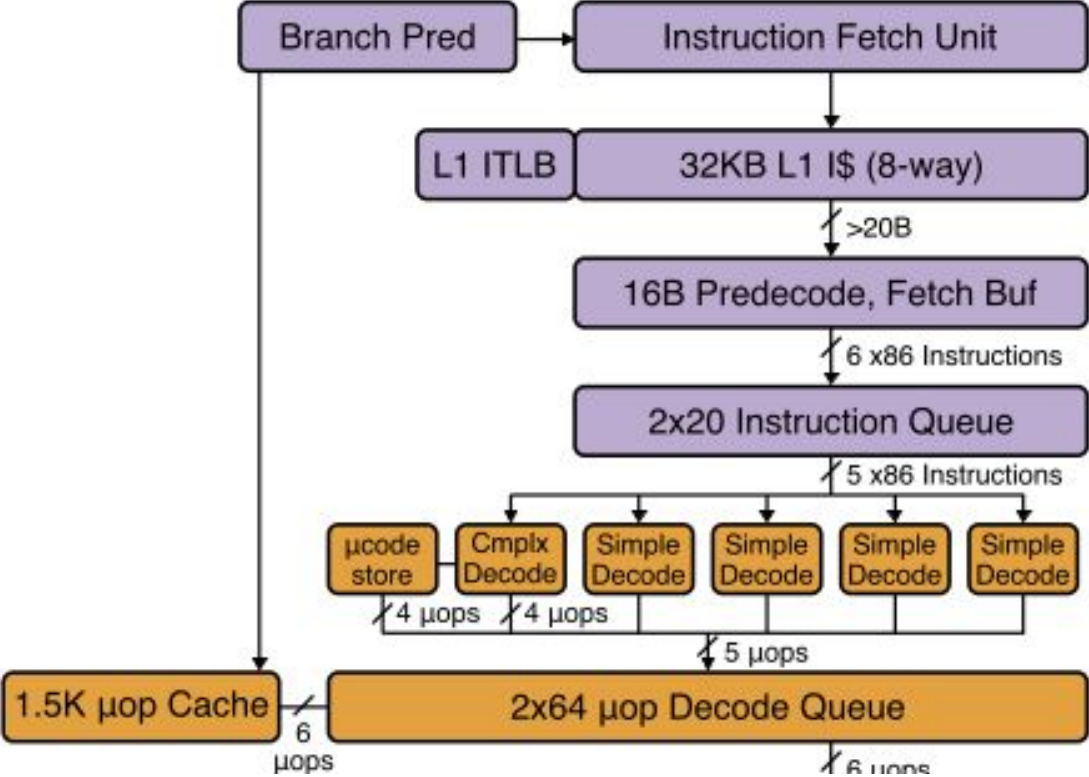 Branch Pred
Instruction Fetch Unit
L1 ITLB
32KB L1 I$ (8-way)
>20B
16B Predecode, Fetch Buf
6 x86 Instructions
2x20 Instruction Queue
5 x86 Instructions
µcode
store
Cmplx
Decode
Simple
Decode
Simple
Decode
Simple
Decode
Simple
Decode
4 µops
4 µops
5 µops
1.5K µop Cache
6
µops
2x64 µop Decode Queue
6 µops